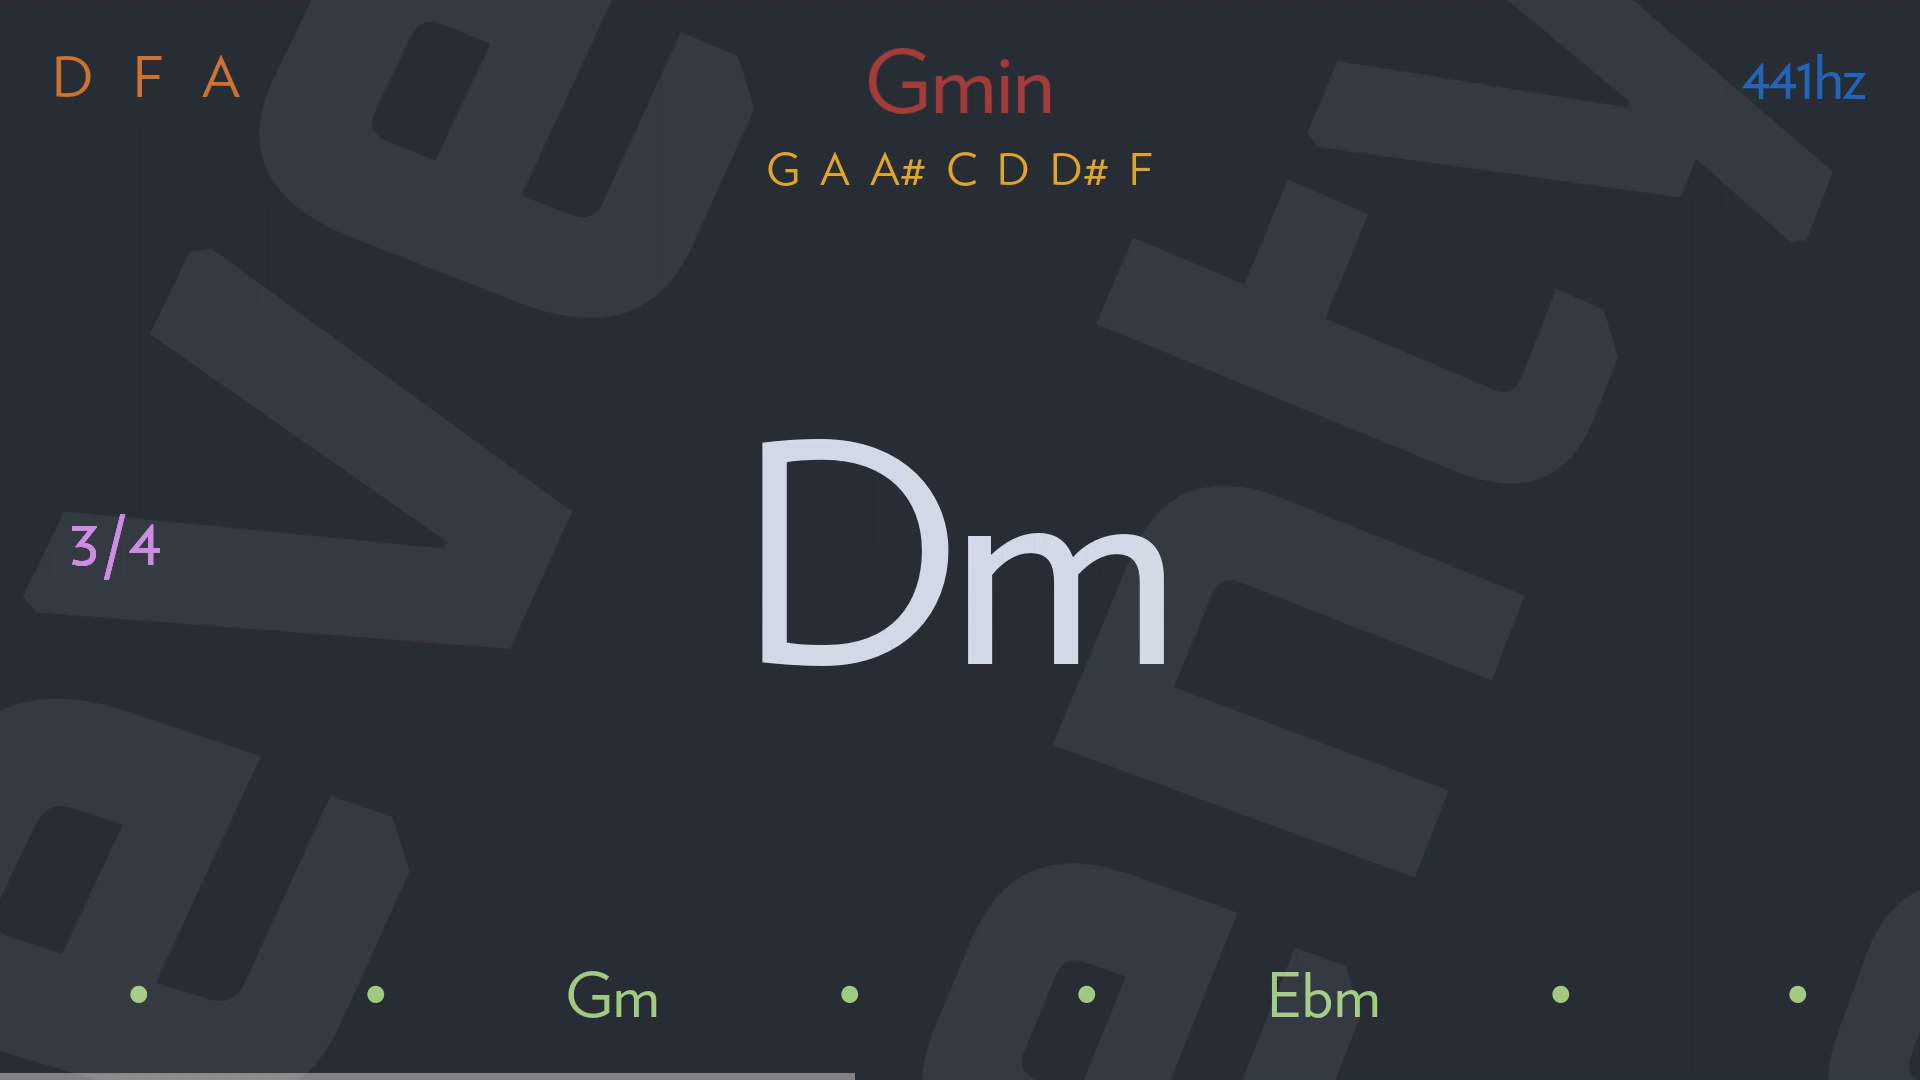 D F A
Gmin
441hz
G A A# C D D# F
Dm
3/4
• • Gm • • Ebm • •